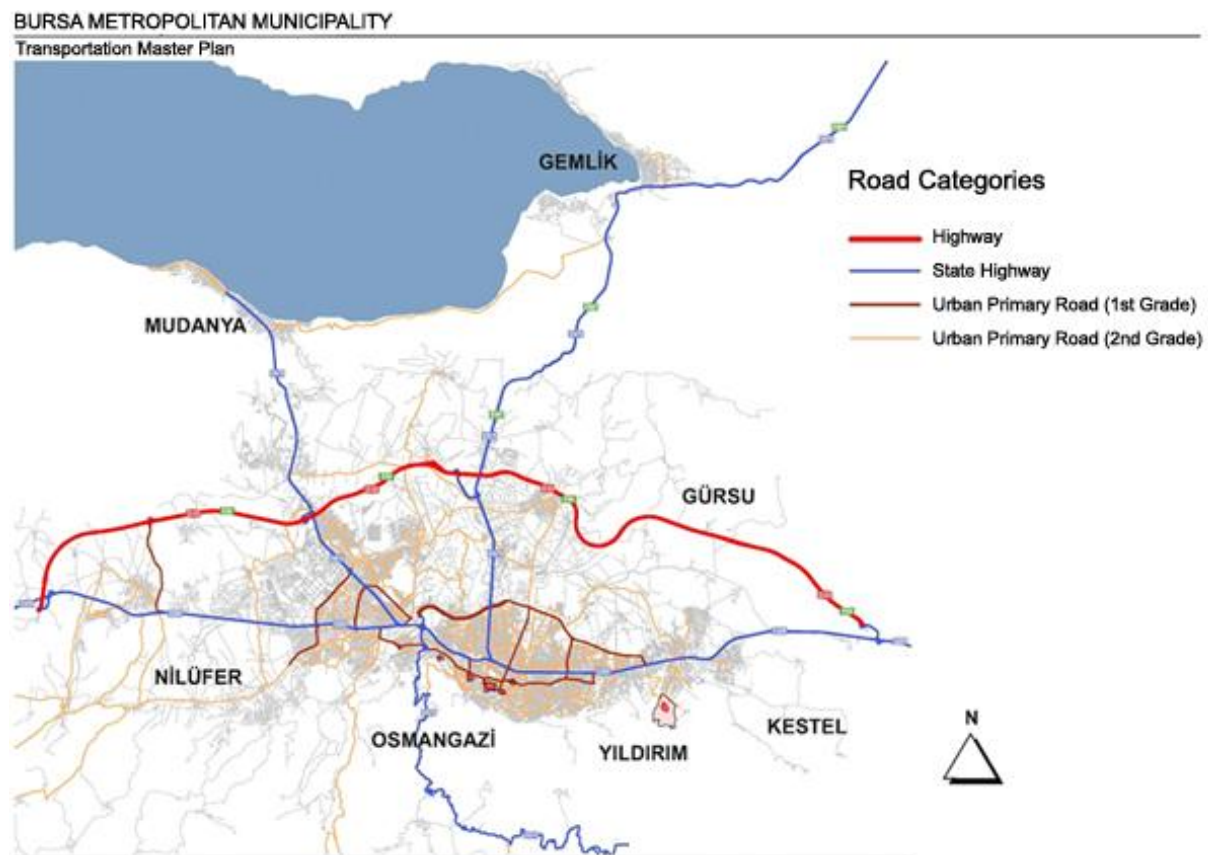 BURSA METROPOLITAN MUNICIPALITY
Transportation Master Plan
GEMLİK
Road Categories
Highway
State Highway
MUDANYA
Urban Primary Road (1st Grade)
Urban Primary Road (2nd Grade)
GÜRSU
NİLÜFER
OSMANGAZİ
YILDIRIM
KESTEL
N